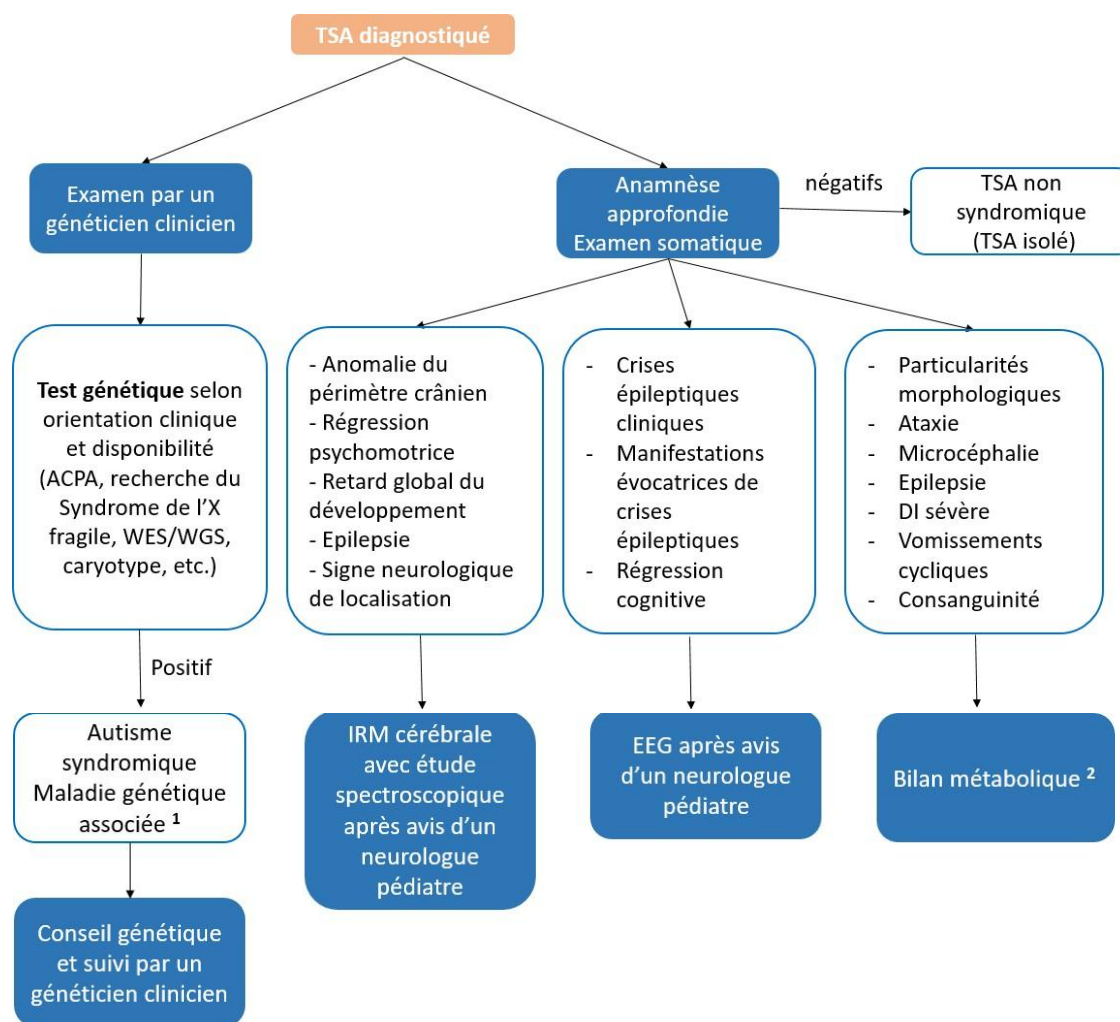 TSA diagnostiqué
Examen par un
généticien clinicien
Anamnèse
approfondie
Examen somatique
négatifs
TSA non
syndromique
(TSA isolé)
Test génétique selon
orientation clinique
et disponibilité
(ACPA, recherche du
Syndrome de l’X
fragile, WES/WGS,
caryotype, etc.)
- Anomalie du
périmètre crânien
- Régression
psychomotrice
- Retard global du
développement
- Epilepsie
- Signe neurologique
de localisation
- Crises
épileptiques
cliniques
- Manifestations
évocatrices de
crises
épileptiques
- Régression
cognitive
- Particularités
morphologiques
- Ataxie
- Microcéphalie
- Epilepsie
- DI sévère
- Vomissements
cycliques
- Consanguinité
Positif
Autisme
syndromique
Maladie génétique
associée ¹
IRM cérébrale
avec étude
spectroscopique
après avis d’un
neurologue
pédiatre
EEG après avis
d’un neurologue
pédiatre
Bilan métabolique ²
Conseil génétique
et suivi par un
généticien clinicien